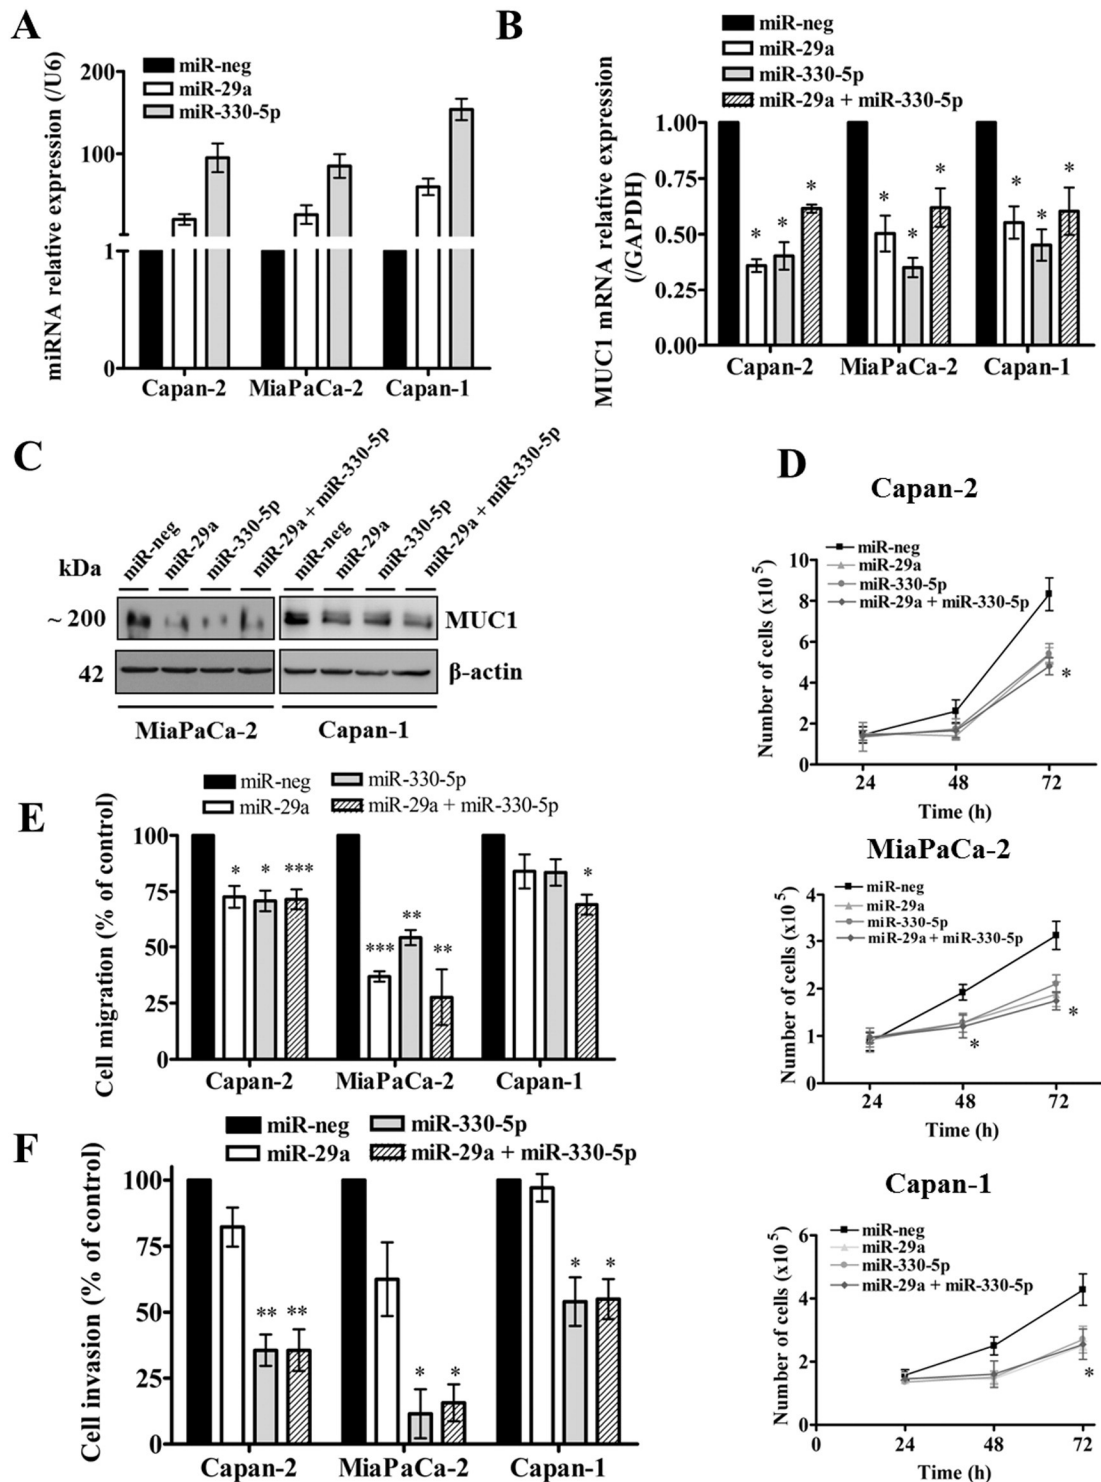 A
miRNA relative expression (/U6)
miR-neg
miR-29a
miR-330-5p
200
100
1
0
Capan-2 MiaPaCa-2 Capan-1
B
MUC1 mRNA relative expression
(/GAPDH)
miR-neg
miR-29a
miR-330-5p
miR-29a + miR-330-5p
1.00
0.75
0.50
0.25
0.00
* * *
* * *
* * *
Capan-2 MiaPaCa-2 Capan-1
C
miR-neg miR-29a miR-330-5p miR-29a + miR-330-5p miR-neg miR-29a miR-330-5p miR-29a + miR-330-5p
kDa
~ 200 MUC1
42 β-actin
MiaPaCa-2 Capan-1
D
Capan-2
Number of cells (x10 5)
miR-neg
miR-29a
miR-330-5p
miR-29a + miR-330-5p
10
8
6
4
2
0
*
24 48 72
Time (h)
MiaPaCa-2
Number of cells (x10 5)
miR-neg
miR-29a
miR-330-5p
miR-29a + miR-330-5p
4
3
2
1
0
* *
24 48 72
Time (h)
Capan-1
Number of cells (x10 5)
miR-neg
miR-29a
miR-330-5p
miR-29a + miR-330-5p
6
4
2
0
*
0 24 48 72
Time (h)
E
Cell migration (% of control)
miR-neg miR-330-5p
miR-29a miR-29a + miR-330-5p
100
75
50
25
0
* * ***
*** ** **
*
Capan-2 MiaPaCa-2 Capan-1
F
Cell invasion (% of control)
miR-neg miR-330-5p
miR-29a miR-29a + miR-330-5p
100
75
50
25
0
** **
* *
* *
Capan-2 MiaPaCa-2 Capan-1